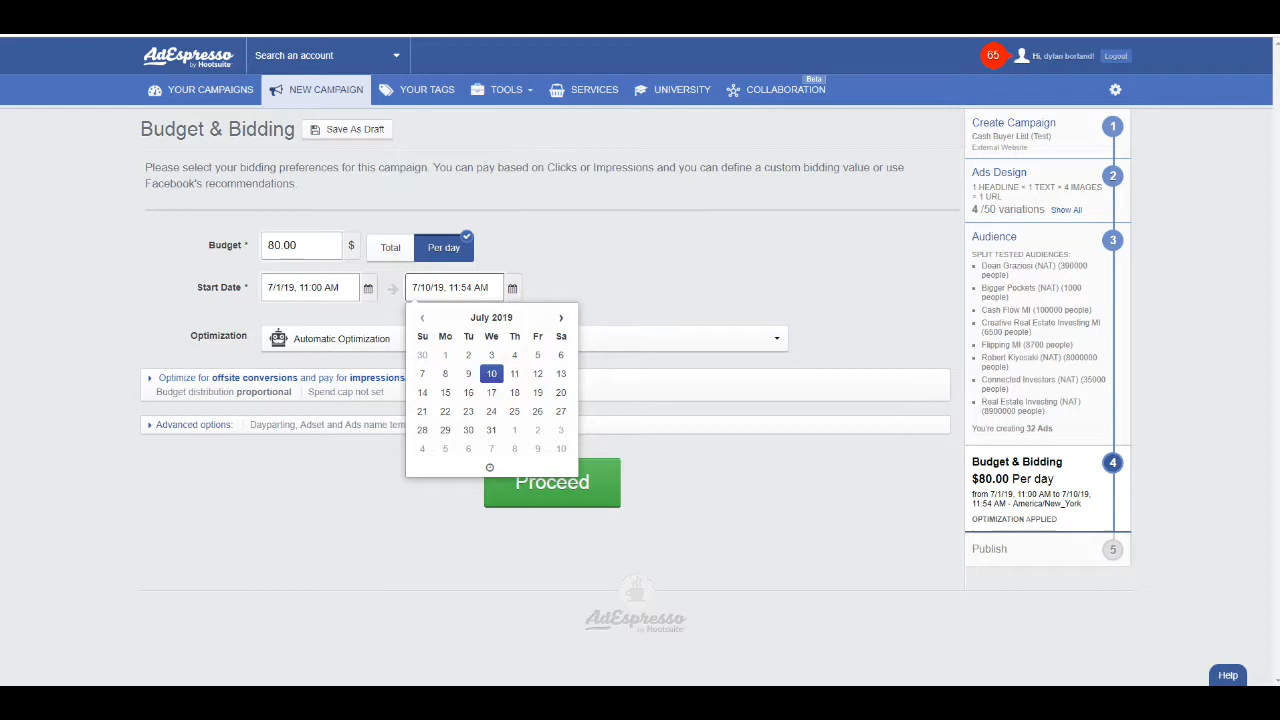 AdEspresso
by Hootsuite
Search an account
65
Hi, dylan borland!
Logout
YOUR CAMPAIGNS
NEW CAMPAIGN
YOUR TAGS
TOOLS
SERVICES
UNIVERSITY
COLLABORATION
Beta
Budget & Bidding
Save As Draft
Please select your bidding preferences for this campaign. You can pay based on Clicks or Impressions and you can define a custom bidding value or use
Facebook's recommendations.
Budget *
80.00
$
Total
Per day
Start Date *
7/1/19, 11:00 AM
7/10/19, 11:54 AM
Optimization
Automatic Optimization
Optimize for offsite conversions and pay for impressions
Budget distribution proportional Spend cap not set
Advanced options: Dayparting, Adset and Ads name tem
‹ July 2019 ›
Su Mo Tu We Th Fr Sa
30 1 2 3 4 5 6
7 8 9 10 11 12 13
14 15 16 17 18 19 20
21 22 23 24 25 26 27
28 29 30 31 1 2 3
4 5 6 7 8 9 10
Proceed
Create Campaign
1
Cash Buyer List (Test)
External Website
Ads Design
2
1 HEADLINE × 1 TEXT × 4 IMAGES
× 1 URL
4 /50 variations Show All
Audience
3
SPLIT TESTED AUDIENCES:
Dean Graziosi (NAT) (390000
people)
Bigger Pockets (NAT) (1000
people)
Cash Flow MI (100000 people)
Creative Real Estate Investing MI
(6500 people)
Flipping MI (8700 people)
Robert Kiyosaki (NAT) (8000000
people)
Connected Investors (NAT) (35000
people)
Real Estate Investing (NAT)
(8900000 people)
You're creating 32 Ads
Budget & Bidding
4
$80.00 Per day
from 7/1/19, 11:00 AM to 7/10/19,
11:54 AM - America/New_York
OPTIMIZATION APPLIED
Publish
5
AdEspresso
by Hootsuite
Help